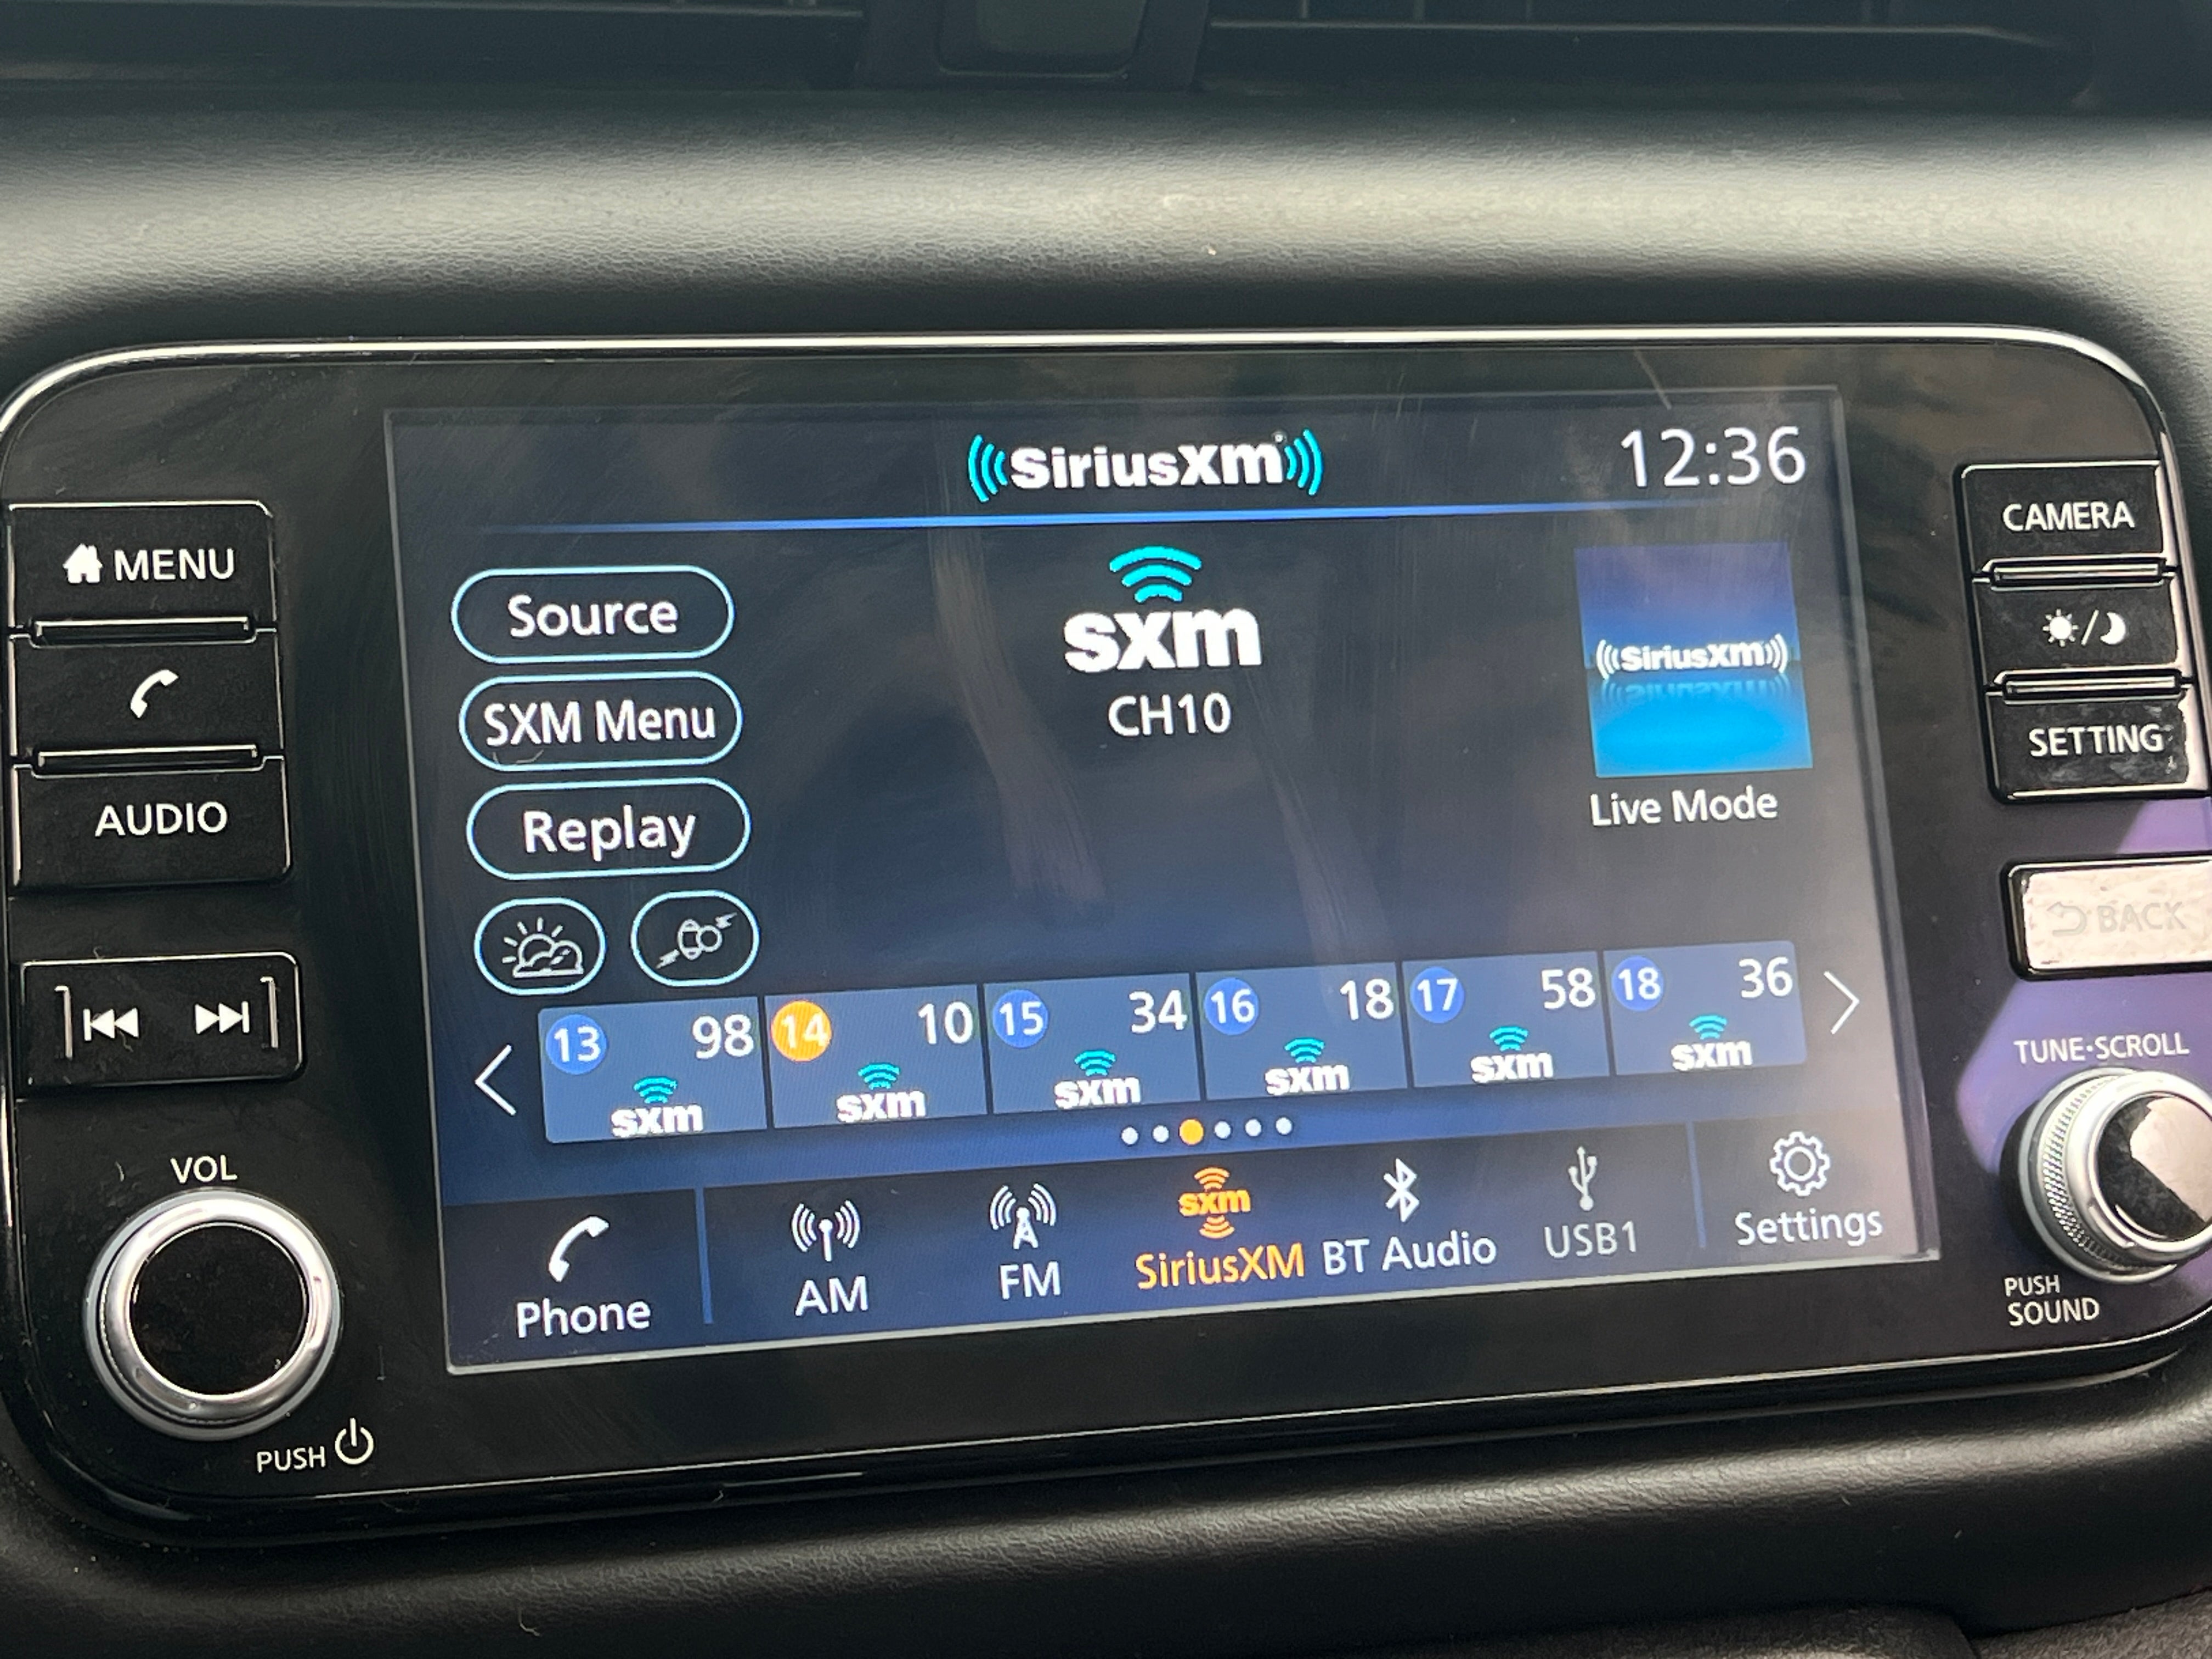 SiriusXM
12:36
MENU
AUDIO
VOL
PUSH
Source
SXM Menu
Replay
sxm
CH10
SiriusXM
Live Mode
13 98
sxm
14 10
sxm
15 34
sxm
16 18
sxm
17 58
sxm
18 36
sxm
Phone
AM
FM
sxm
SiriusXM
BT Audio
USB1
Settings
CAMERA
SETTING
BACK
TUNE·SCROLL
PUSH
SOUND